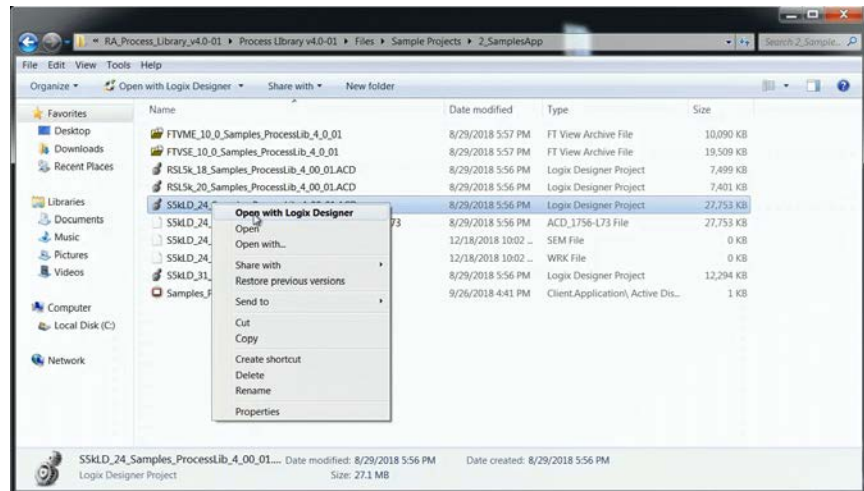 « RA_Process_Library_v4.0-01 ▸ Process LIbrary v4.0-01 ▸ Files ▸ Sample Projects ▸ 2_SamplesApp
Search 2_Sample...
File Edit View Tools Help
Organize Open with Logix Designer Share with New folder
Favorites
Desktop
Downloads
Recent Places
Libraries
Documents
Music
Pictures
Videos
Computer
Local Disk (C:)
Network
Name Date modified Type Size
FTVME_10_0_Samples_ProcessLib_4_0_01 8/29/2018 5:57 PM FT View Archive File 10,090 KB
FTVSE_10_0_Samples_ProcessLib_4_0_01 8/29/2018 5:57 PM FT View Archive File 19,509 KB
RSL5k_18_Samples_ProcessLib_4_00_01.ACD 8/29/2018 5:56 PM Logix Designer Project 7,499 KB
RSL5k_20_Samples_ProcessLib_4_00_01.ACD 8/29/2018 5:56 PM Logix Designer Project 7,401 KB
S5kLD_24_ 8/29/2018 5:56 PM Logix Designer Project 27,753 KB
S5kLD_24_ 73 8/29/2018 5:56 PM ACD_1756-L73 File 27,753 KB
S5kLD_24_ 12/18/2018 10:02 ... SEM File 0 KB
S5kLD_24_ 12/18/2018 10:02 ... WRK File 0 KB
S5kLD_31_ 8/29/2018 5:56 PM Logix Designer Project 12,294 KB
Samples_P 9/26/2018 4:41 PM Client.Application\ Active Dis... 1 KB
Open with Logix Designer
Open
Open with...
Share with
Restore previous versions
Send to
Cut
Copy
Create shortcut
Delete
Rename
Properties
S5kLD_24_Samples_ProcessLib_4_00_01.... Date modified: 8/29/2018 5:56 PM Date created: 8/29/2018 5:56 PM
Logix Designer Project Size: 27.1 MB